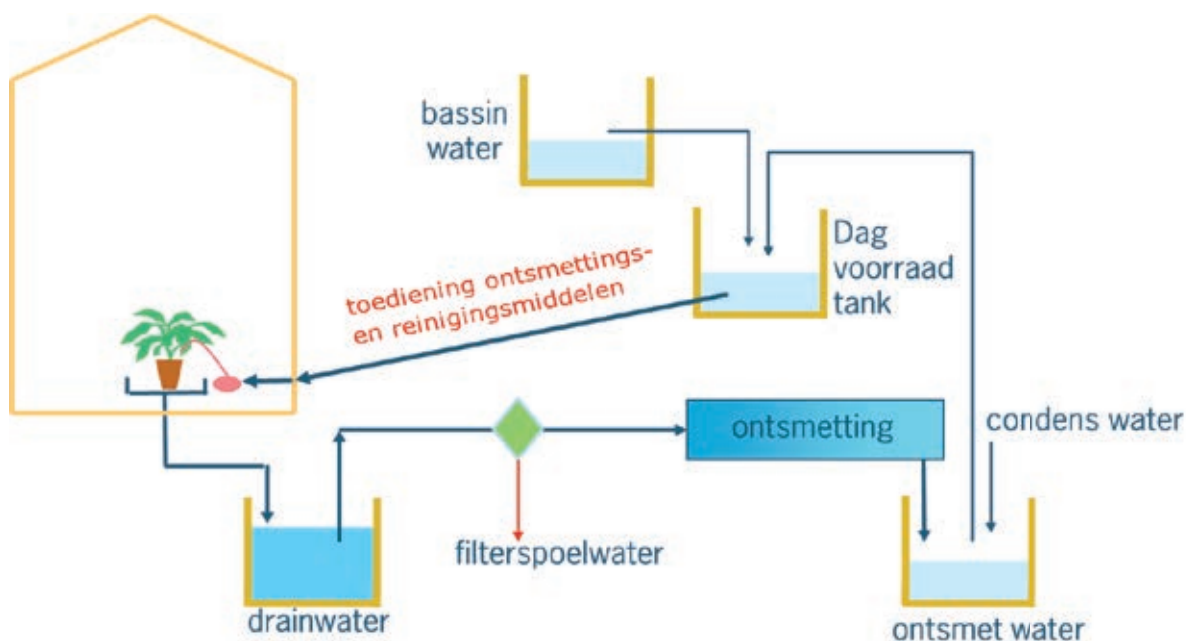 bassin
water
Dag
voorraad
tank
toediening ontsmettings-
en reinigingsmiddelen
ontsmetting
condens water
filterspoelwater
drainwater
ontsmet water